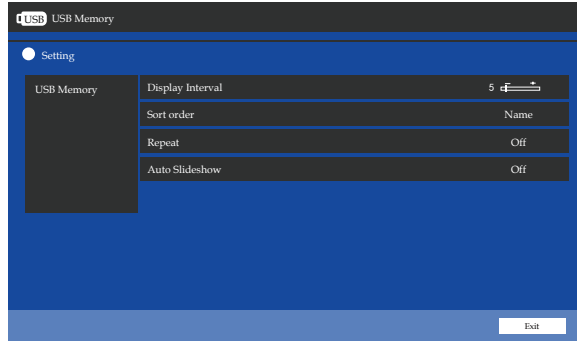 USB USB Memory
Setting
USB Memory
Display Interval 5
Sort order Name
Repeat Off
Auto Slideshow Off
Exit